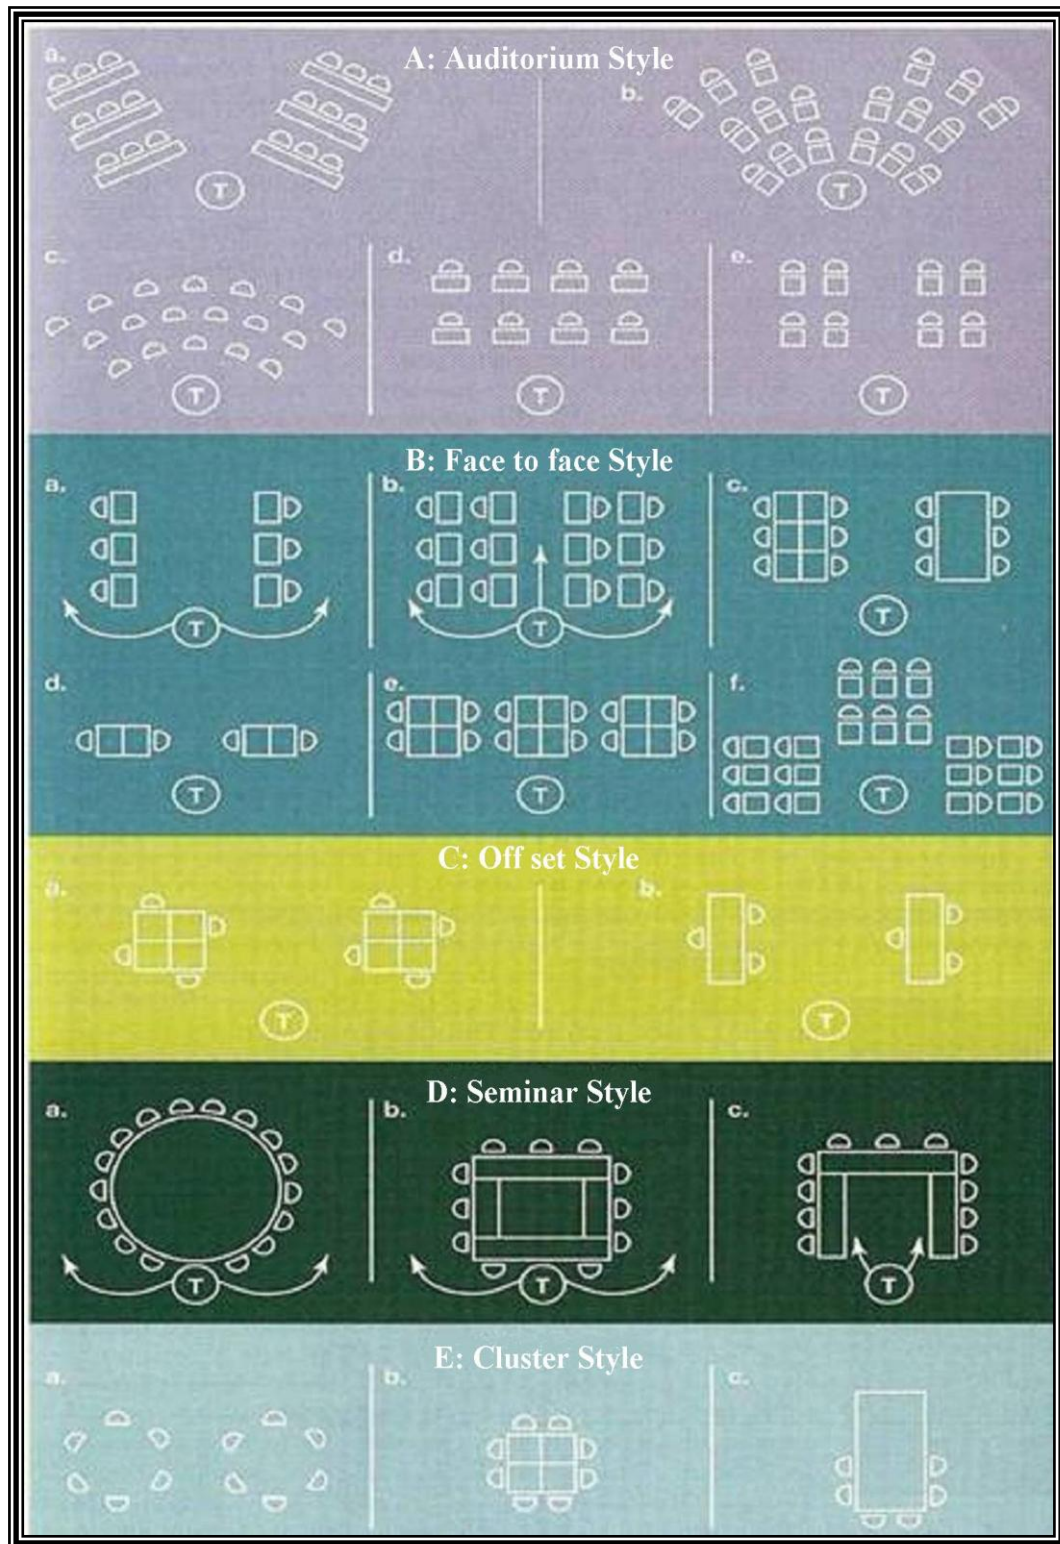 A: Auditorium Style
a.
b.
T
T
c.
d.
e.
T
T
T
B: Face to face Style
a.
b.
c.
T
T
T
d.
e.
f.
T
T
T
C: Off set Style
a.
b.
T
T
D: Seminar Style
a.
b.
c.
T
T
T
E: Cluster Style
a.
b.
c.